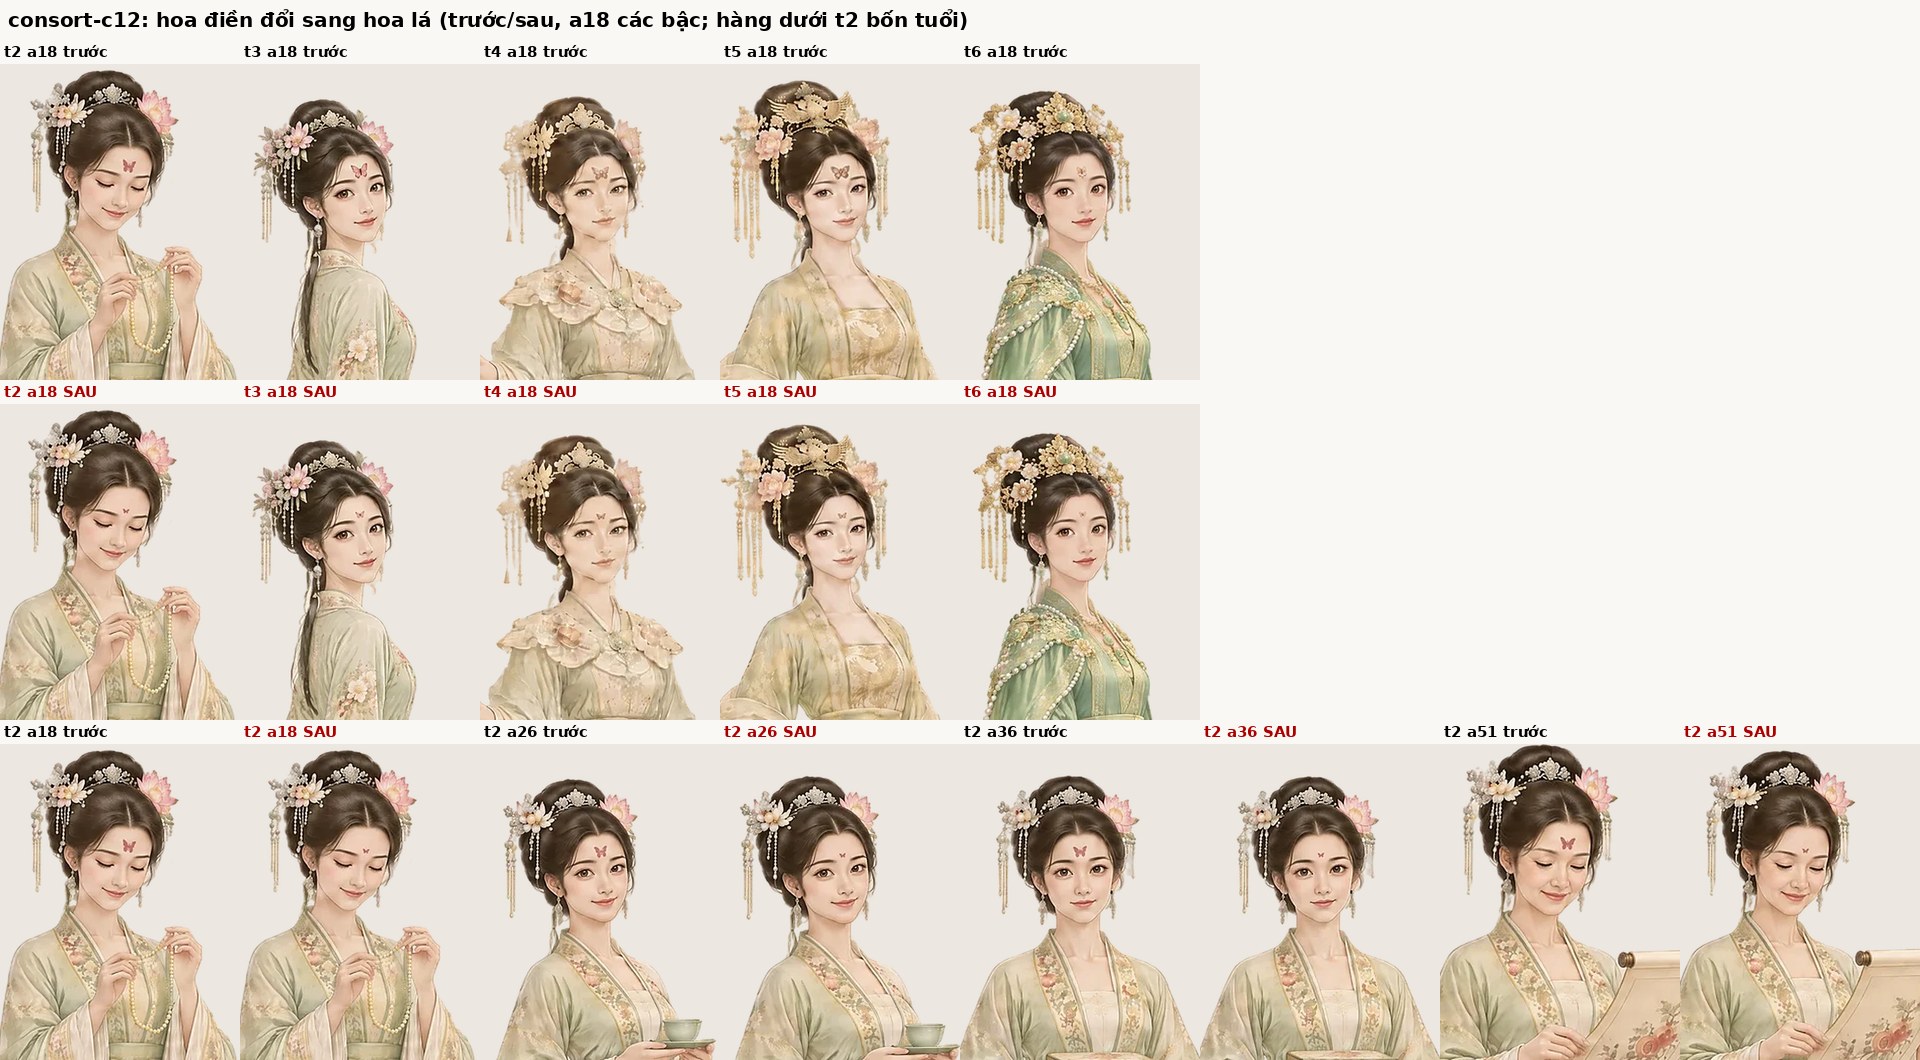 consort-c12: hoa điền đổi sang hoa lá (trước/sau, a18 các bậc; hàng dưới t2 bốn tuổi)
t2 a18 trước
t3 a18 trước
t4 a18 trước
t5 a18 trước
t6 a18 trước
t2 a18 SAU
t3 a18 SAU
t4 a18 SAU
t5 a18 SAU
t6 a18 SAU
t2 a18 trước
t2 a18 SAU
t2 a26 trước
t2 a26 SAU
t2 a36 trước
t2 a36 SAU
t2 a51 trước
t2 a51 SAU